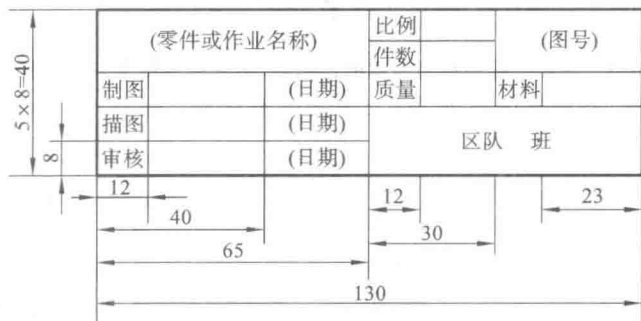 (零件或作业名称) 比例 (图号)
件数
制图 (日期) 质量 材料
描图 (日期) 区队 班
审核 (日期)
5×8=40
8
12 12 23
40 30
65
130